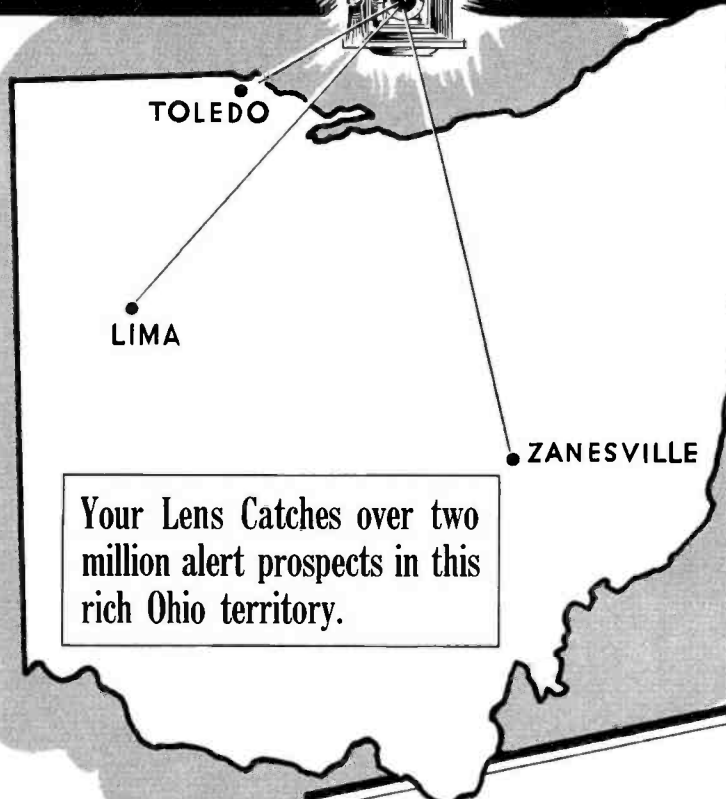 TOLEDO
LIMA
ZANESVILLE
Your Lens Catches over two
million alert prospects in this
rich Ohio territory.